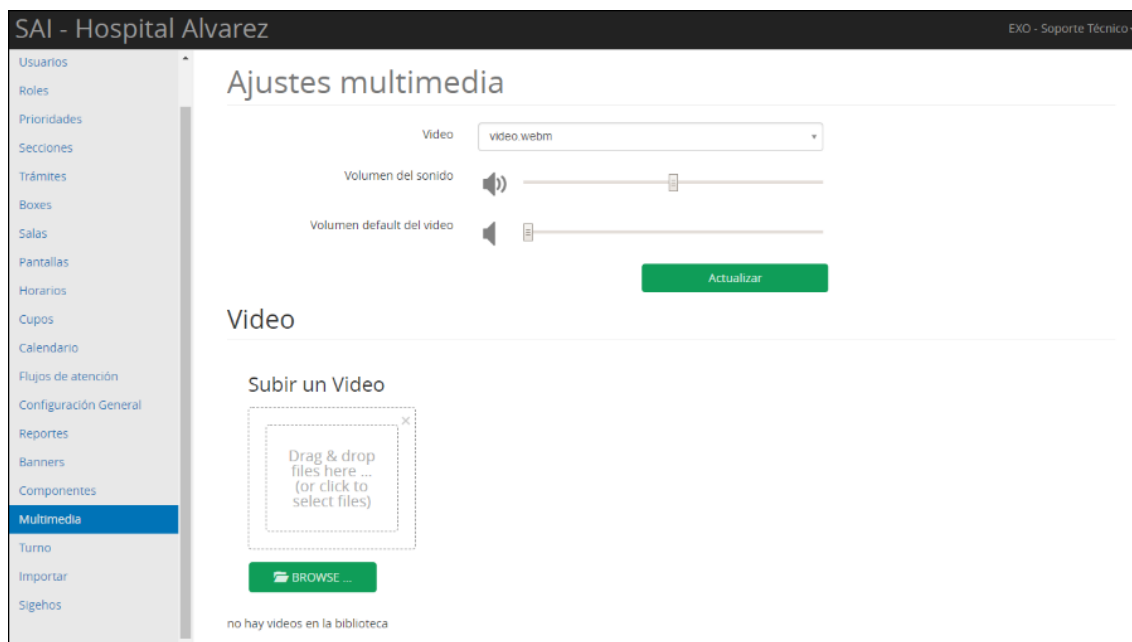 SAI - Hospital Alvarez
EXO - Soporte Técnico
Usuarios
Roles
Prioridades
Secciones
Trámites
Boxes
Salas
Pantallas
Horarios
Cupos
Calendario
Flujos de atención
Configuración General
Reportes
Banners
Componentes
Multimedia
Turno
Importar
Sigehos
Ajustes multimedia
Video
video.webm
Volumen del sonido
Volumen default del video
Actualizar
Video
Subir un Video
Drag & drop
files here ...
(or click to
select files)
BROWSE ...
no hay videos en la biblioteca